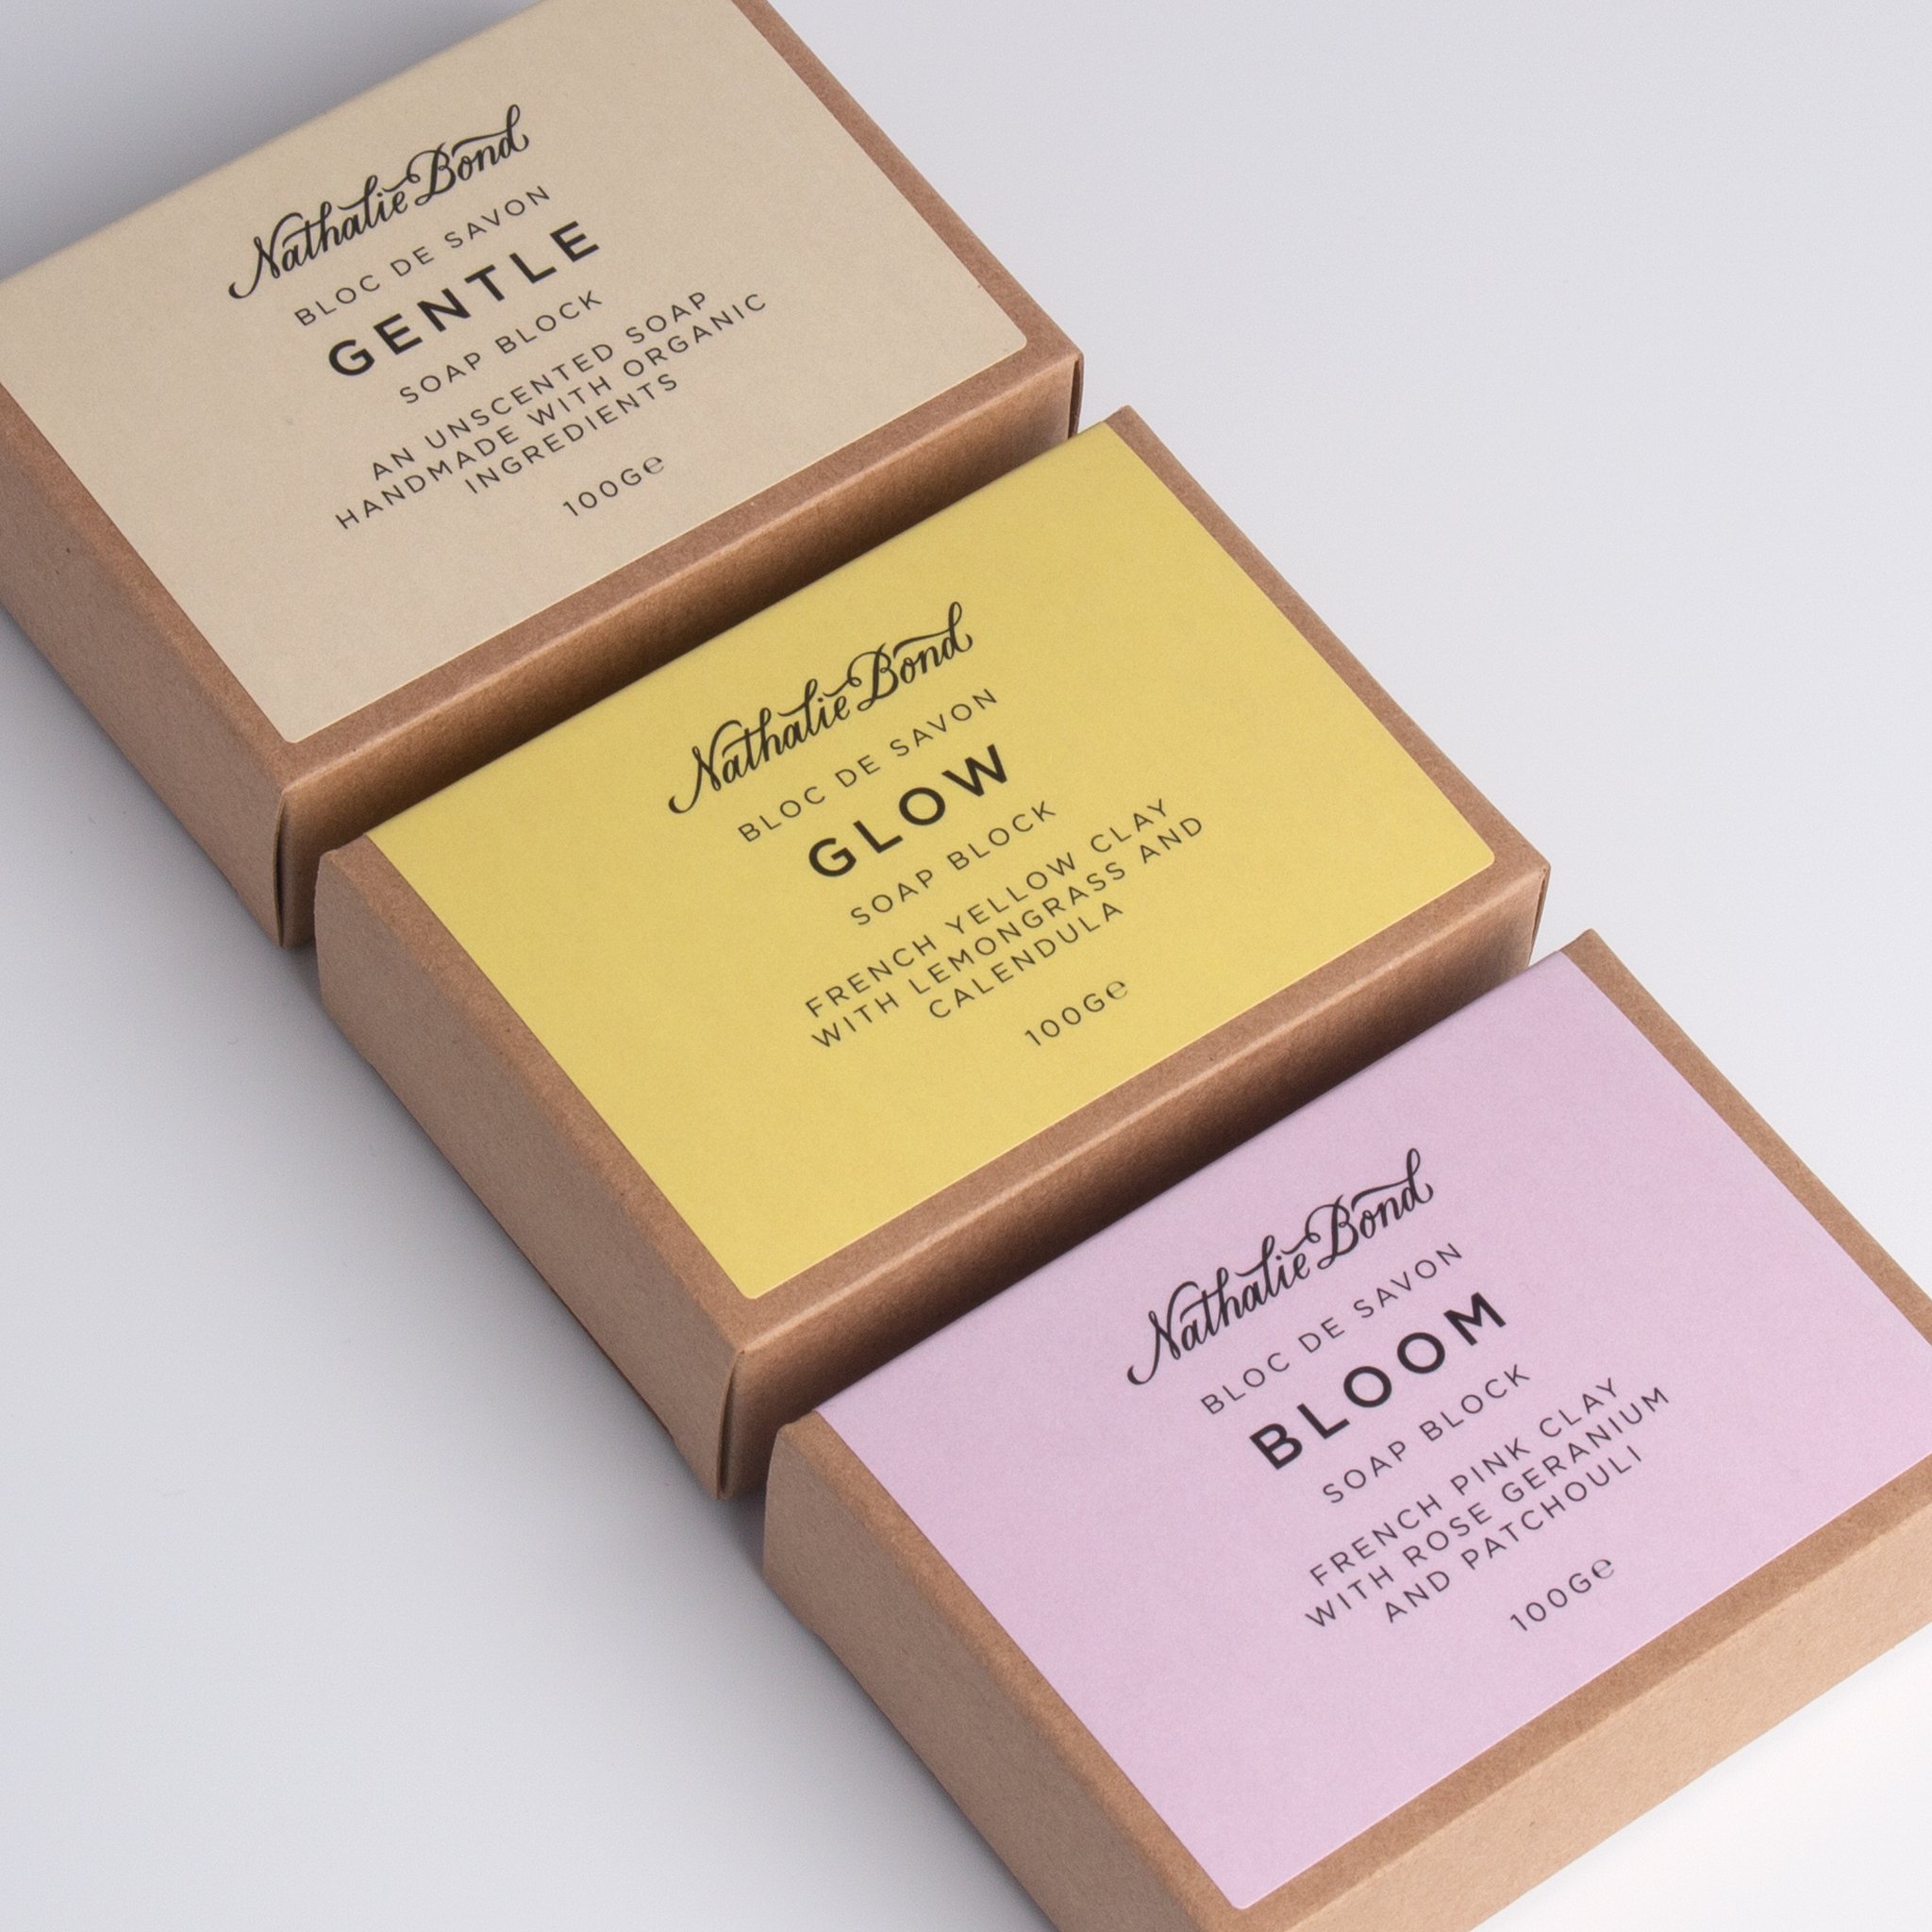 Nathalie Bond
BLOC DE SAVON
GENTLE
SOAP BLOCK
AN UNSCENTED SOAP
HANDMADE WITH ORGANIC
INGREDIENTS
100G℮
Nathalie Bond
BLOC DE SAVON
GLOW
SOAP BLOCK
FRENCH YELLOW CLAY
WITH LEMONGRASS AND
CALENDULA
100G℮
Nathalie Bond
BLOC DE SAVON
BLOOM
SOAP BLOCK
FRENCH PINK CLAY
WITH ROSE GERANIUM
AND PATCHOULI
100G℮